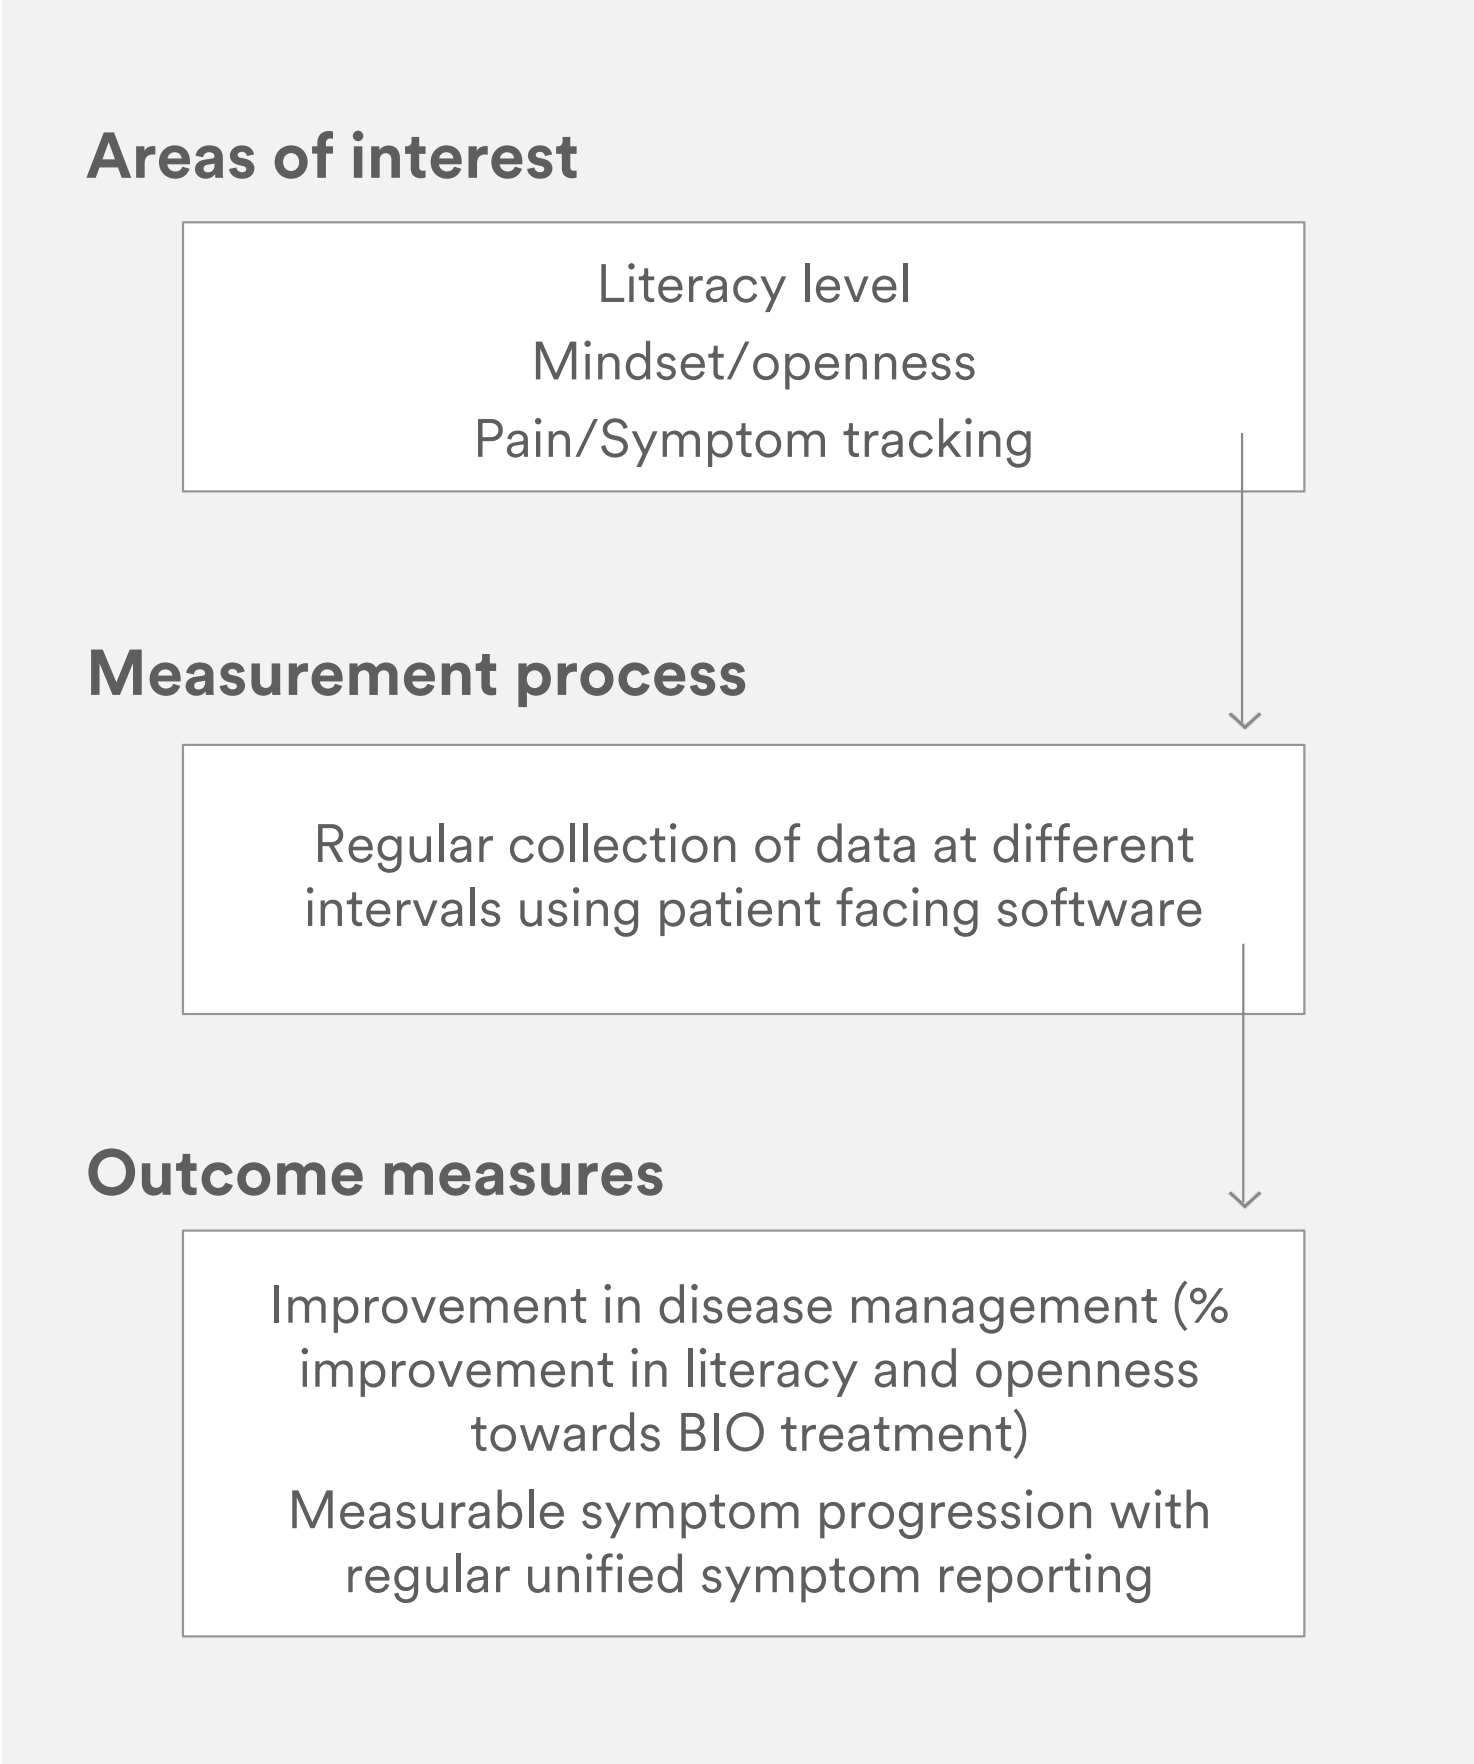 Areas of interest
Literacy level
Mindset/openness
Pain/Symptom tracking
Measurement process
Regular collection of data at different
intervals using patient facing software
Outcome measures
Improvement in disease management (%
improvement in literacy and openness
towards BIO treatment)
Measurable symptom progression with
regular unified symptom reporting